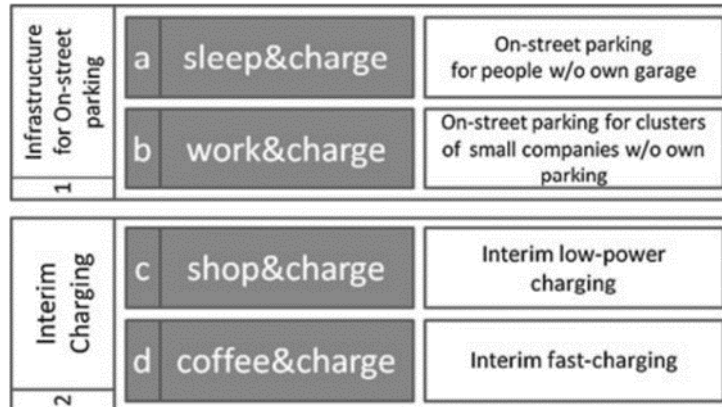 Infrastructure
for On-street
parking
1
a
sleep&charge
On-street parking
for people w/o own garage
b
work&charge
On-street parking for clusters
of small companies w/o own
parking
Interim
Charging
2
c
shop&charge
Interim low-power
charging
d
coffee&charge
Interim fast-charging